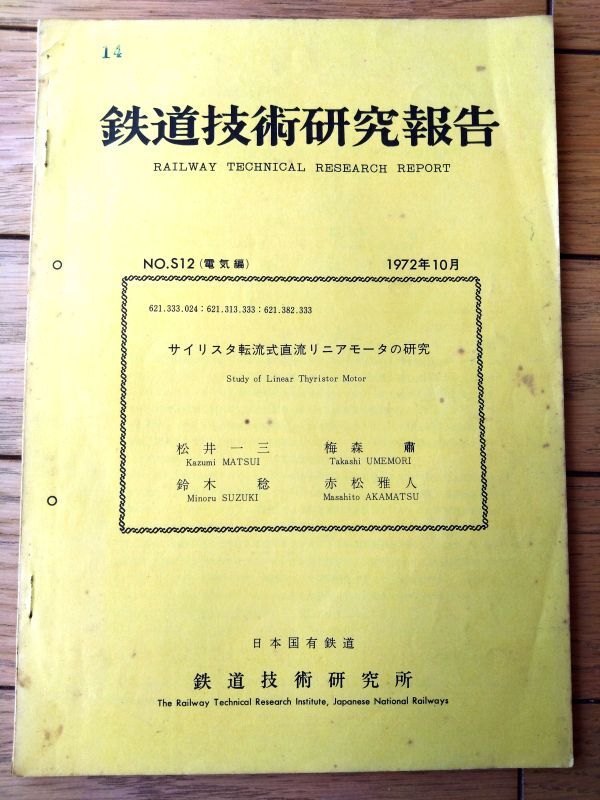 14
鉄道技術研究報告
RAILWAY TECHNICAL RESEARCH REPORT
NO.S12(電気編) 1972年10月
621.333.024:621.313.333:621.382.333
サイリスタ転流式直流リニアモータの研究
Study of Linear Thyristor Motor
松井一三 梅森 肅
Kazumi MATSUI Takashi UMEMORI
鈴木 稔 赤松雅人
Minoru SUZUKI Masahito AKAMATSU
日本国有鉄道
鉄道技術研究所
The Railway Technical Research Institute, Japanese National Railways